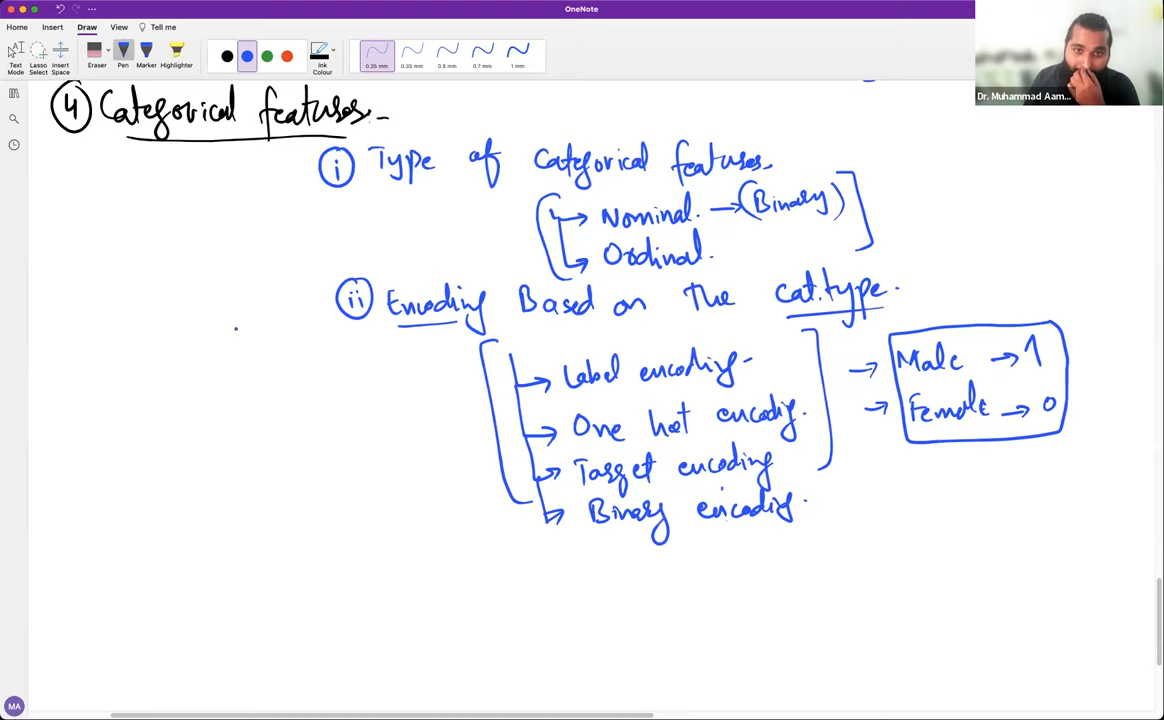 OneNote
Home Insert Draw View Tell me
Text Mode
Lasso Select
Insert Space
Eraser
Pen
Marker
Highlighter
Ink Colour
0.25 mm
0.35 mm
0.5 mm
0.7 mm
1 mm
Dr. Muhammad Aam...
④ Categorical features.-
i Type of Categorical features.
→ Nominal. → (Binary)
→ Ordinal.
ii Encoding Based on The cat.type.
→ Label encoding-
→ One hot encodig.
→ Target encoding
→ Binary encodig.
→ Male → 1
→ Female → 0
MA